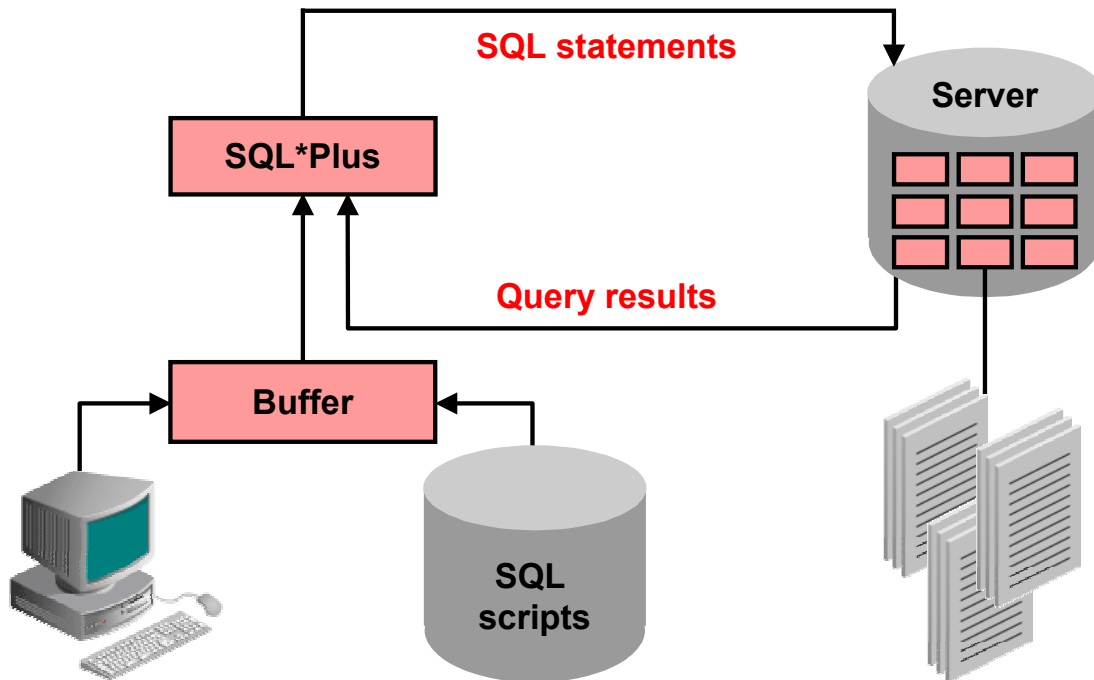 SQL statements
Server
SQL*Plus
Query results
Buffer
SQL
scripts